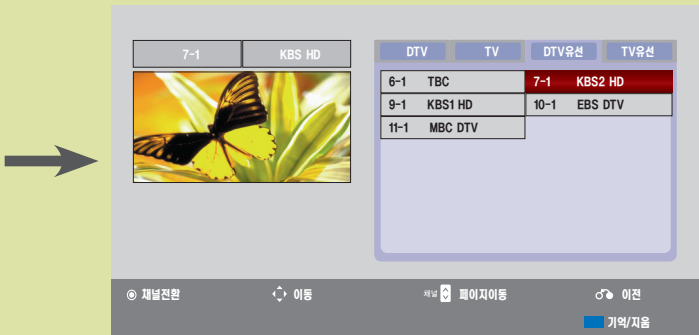 7-1 KBS HD
DTV TV DTV유선 TV유선
6-1 TBC 7-1 KBS2 HD
9-1 KBS1 HD 10-1 EBS DTV
11-1 MBC DTV
채널전환 이동 채널 페이지이동 이전
기억/지움